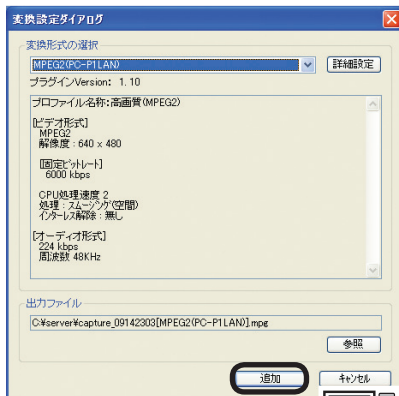 変換設定ダイアログ
変換形式の選択
MPEG2(PC-P1LAN)
詳細設定
プラグインVersion: 1.10
プロファイル名称:高画質(MPEG2)
[ビデオ形式]
MPEG2
解像度 : 640 x 480
[固定ビットレート]
6000 kbps
CPU処理速度 2
処理 : スムージング(空間)
インターレス解除 : 無し
[オーディオ形式]
224 kbps
周波数 48KHz
出力ファイル
C:¥server¥capture_09142303[MPEG2(PC-P1LAN)].mpg
参照
追加
キャンセル